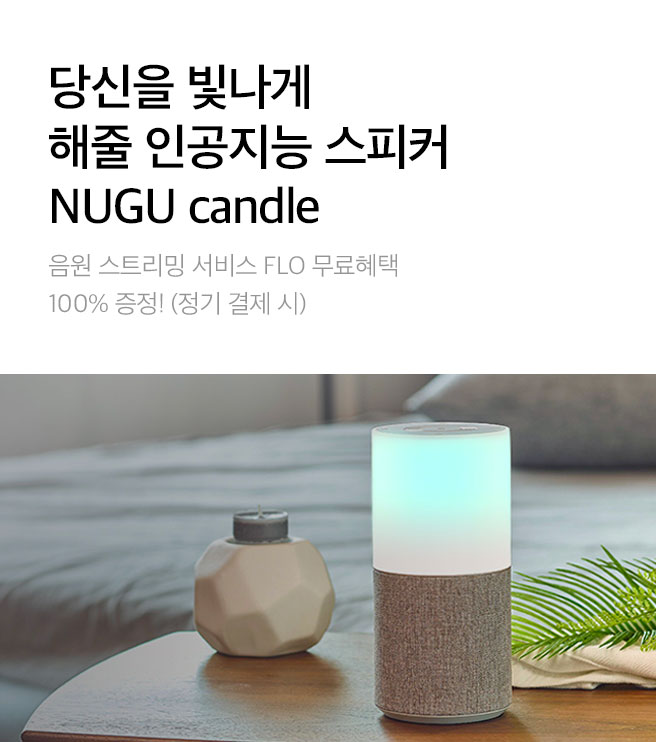 당신을 빛나게
해줄 인공지능 스피커
NUGU candle
음원 스트리밍 서비스 FLO 무료혜택
100% 증정! (정기 결제 시)